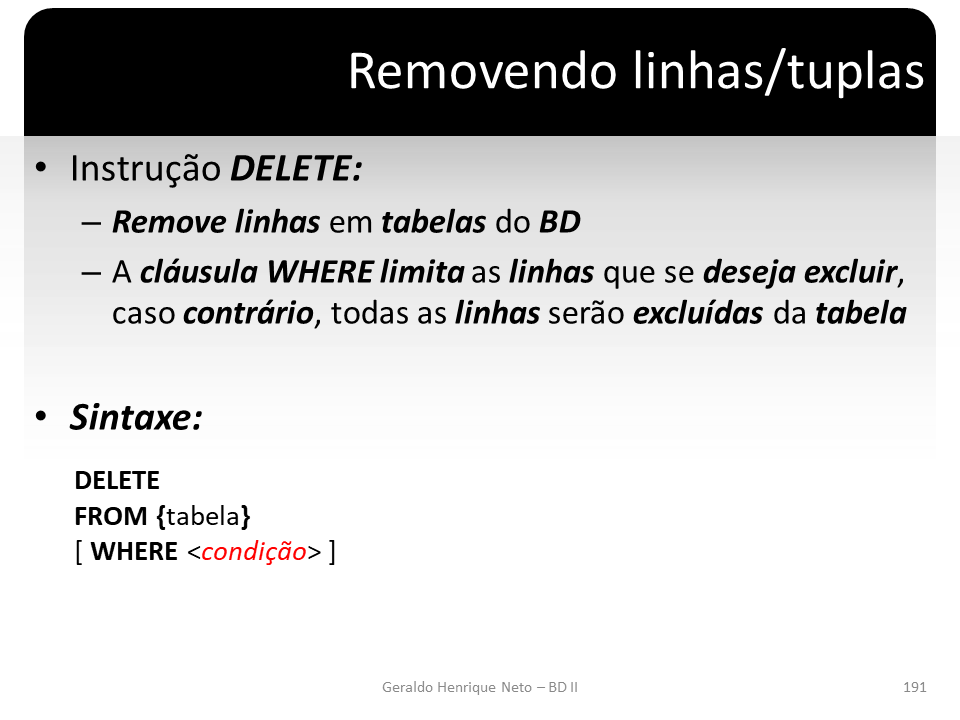 Removendo linhas/tuplas
• Instrução DELETE:
– Remove linhas em tabelas do BD
– A cláusula WHERE limita as linhas que se deseja excluir,
caso contrário, todas as linhas serão excluídas da tabela
• Sintaxe:
DELETE
FROM {tabela}
[ WHERE <condição> ]
Geraldo Henrique Neto – BD II
191